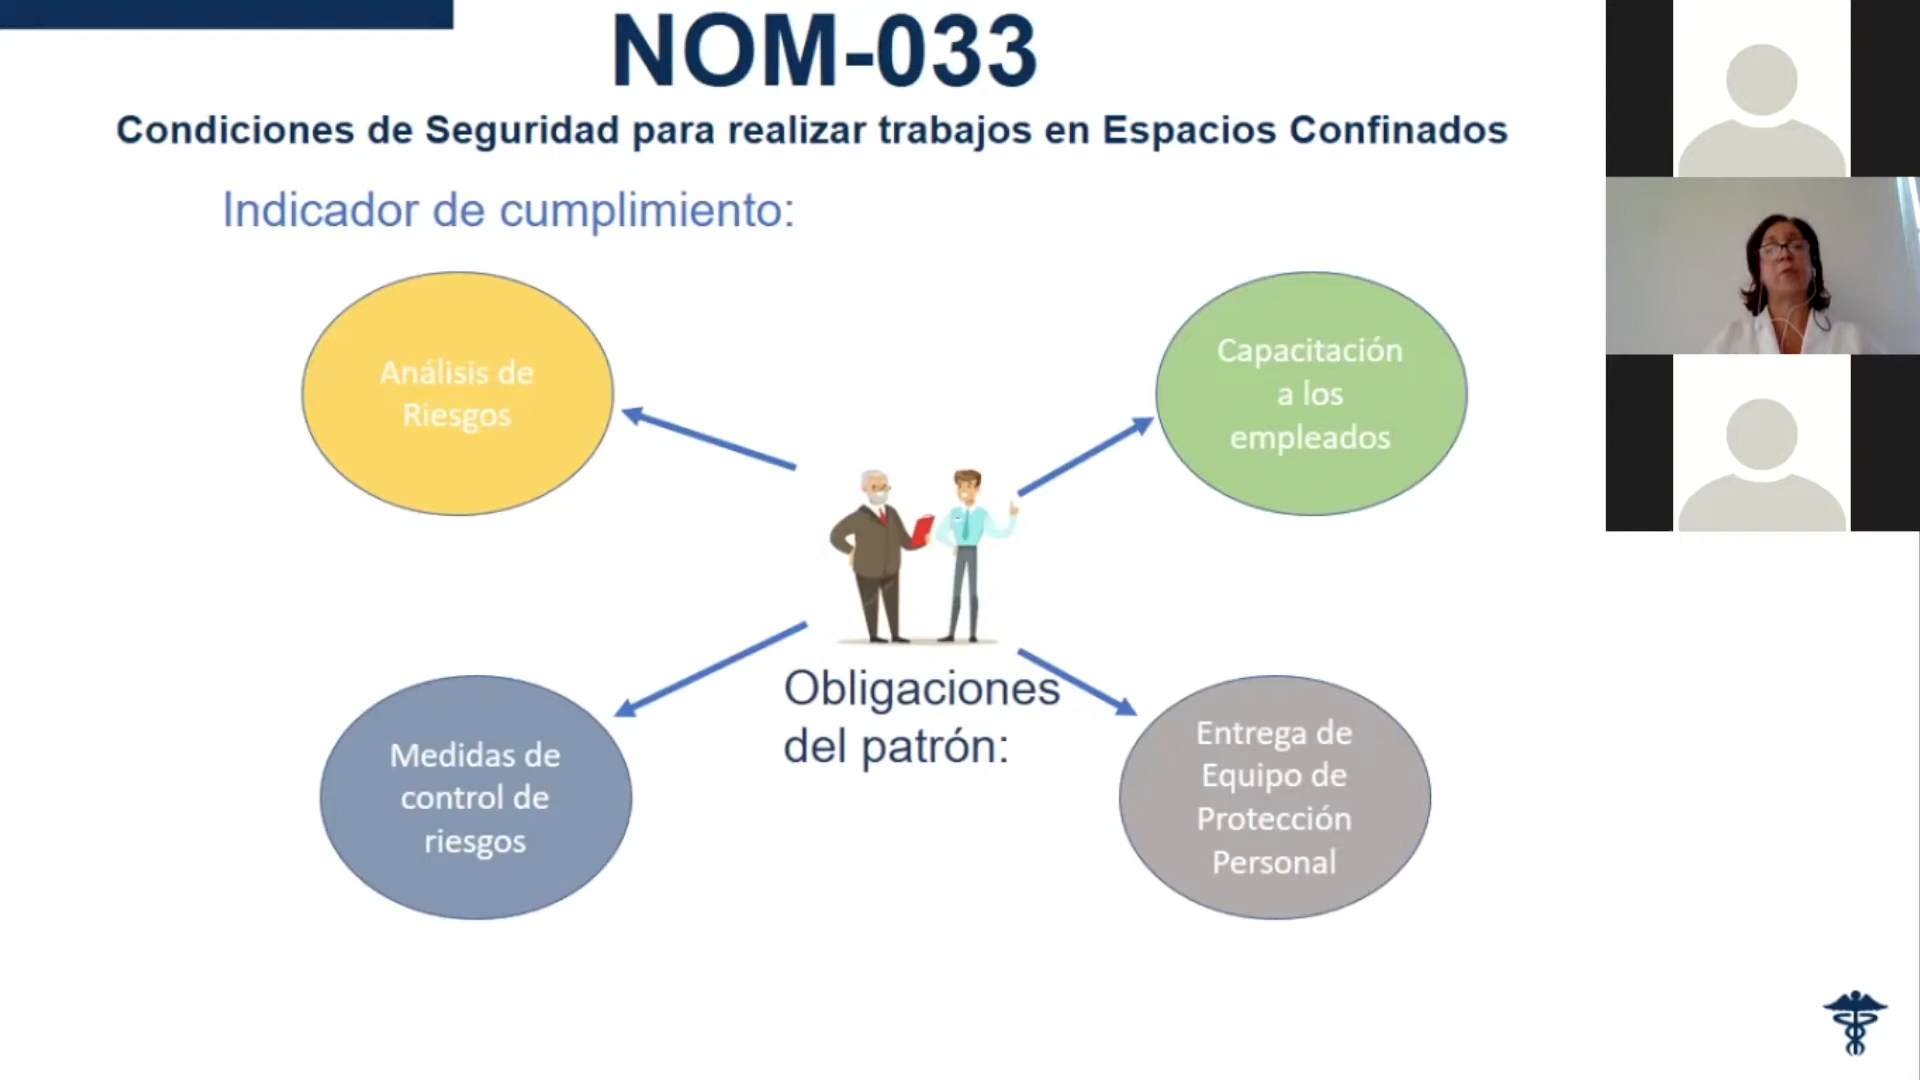 NOM-033
Condiciones de Seguridad para realizar trabajos en Espacios Confinados
Indicador de cumplimiento:
Análisis de
Riesgos
Capacitación
a los
empleados
Obligaciones
del patrón:
Medidas de
control de
riesgos
Entrega de
Equipo de
Protección
Personal